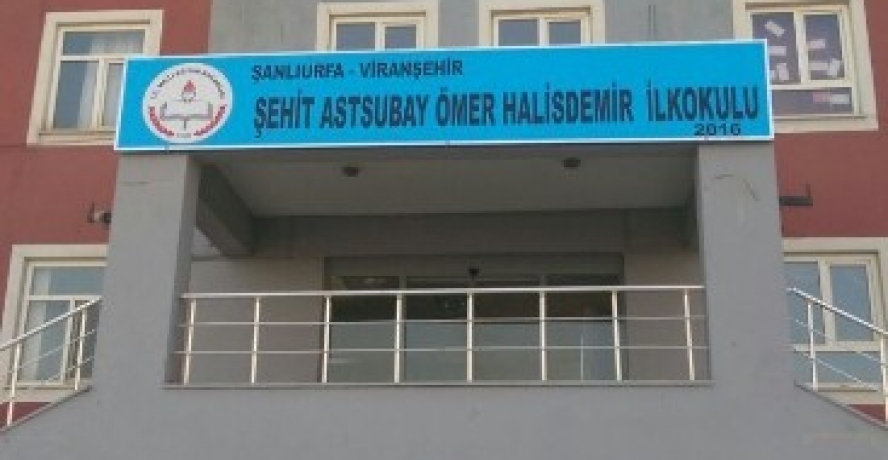 ŞANLIURFA - VİRANŞEHİR
ŞEHİT ASTSUBAY ÖMER HALİSDEMİR İLKOKULU
2016